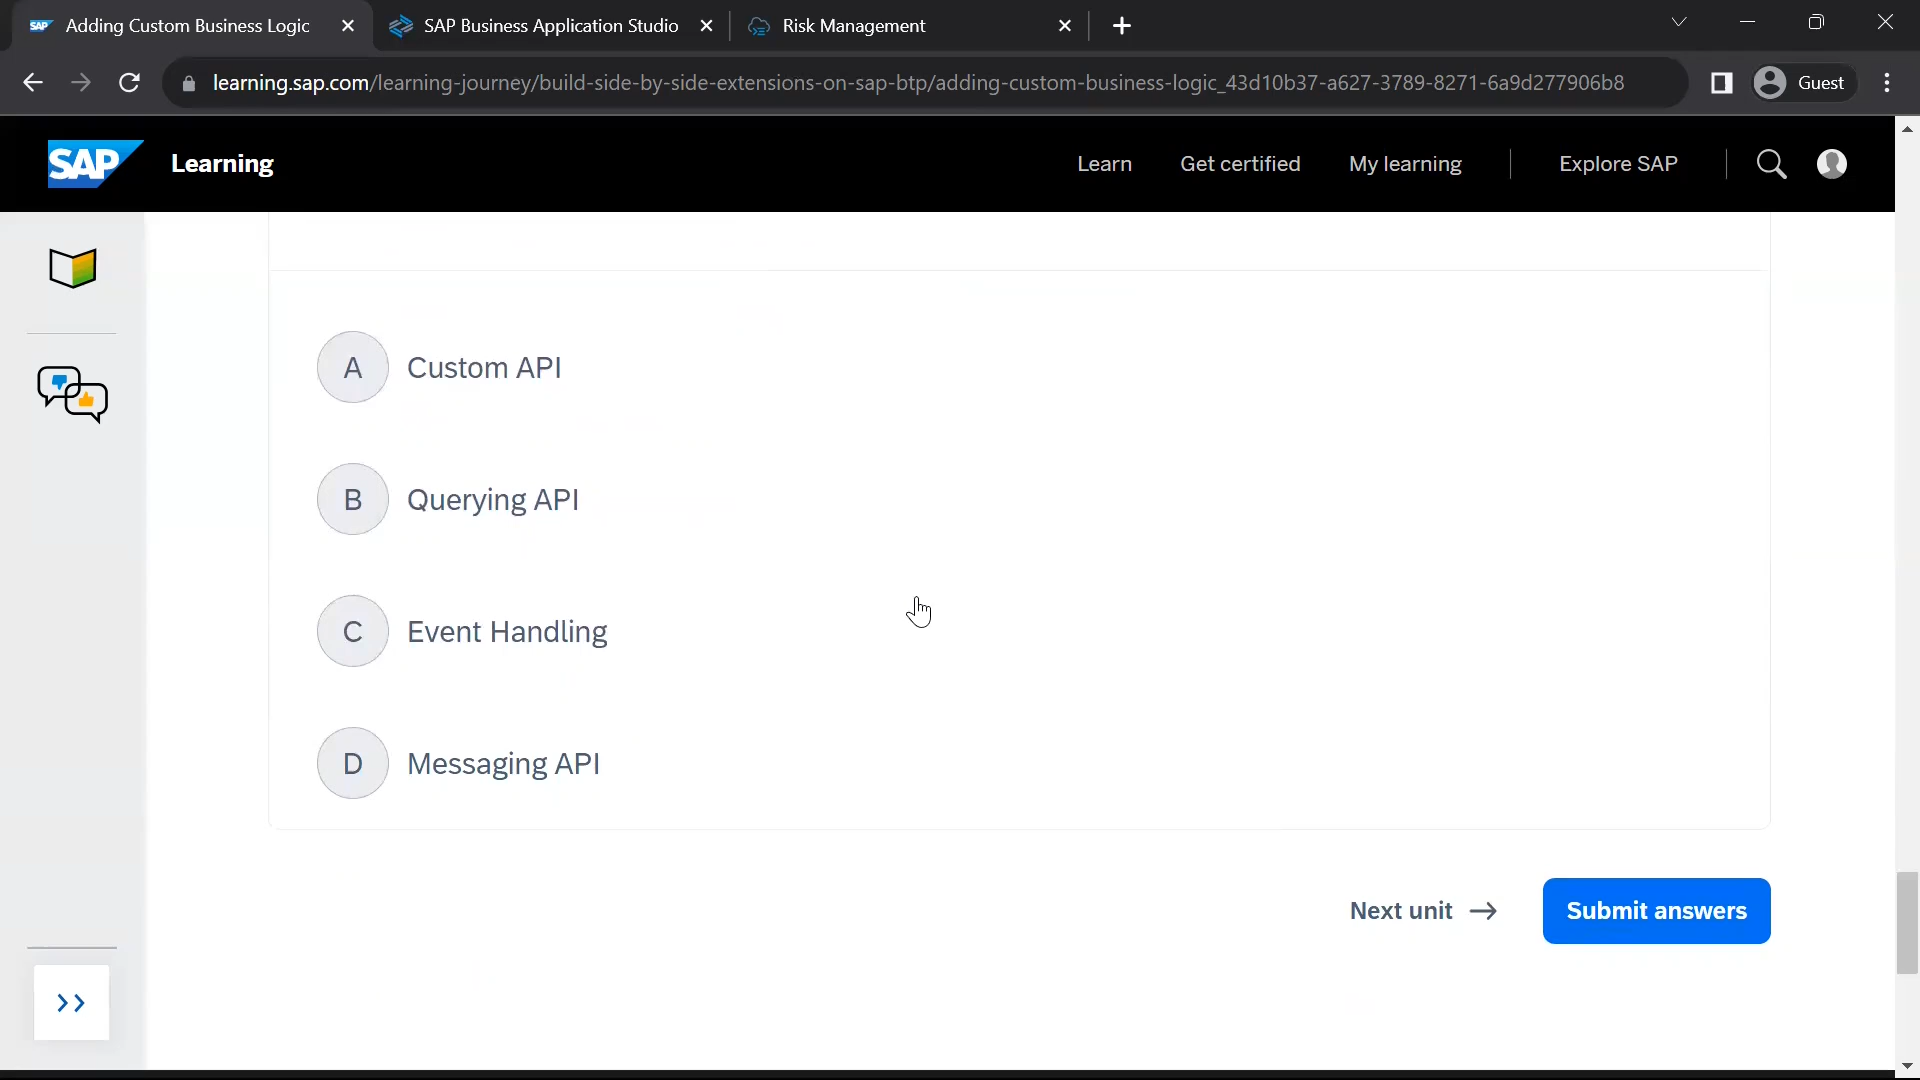 Adding Custom Business Logic
SAP Business Application Studio
Risk Management
learning.sap.com/learning-journey/build-side-by-side-extensions-on-sap-btp/adding-custom-business-logic_43d10b37-a627-3789-8271-6a9d277906b8
Guest
SAP Learning
Learn
Get certified
My learning
Explore SAP
A Custom API
B Querying API
C Event Handling
D Messaging API
Next unit
Submit answers